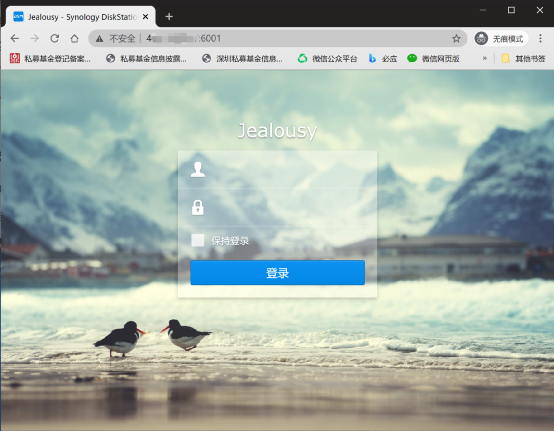 Jealousy - Synology DiskStatio
不安全 | 4
:6001
无痕模式
私募基金登记备案...
私募基金信息披露...
深圳私募基金信息...
微信公众平台
必应
微信网页版
»
其他书签
Jealousy
保持登录
登录